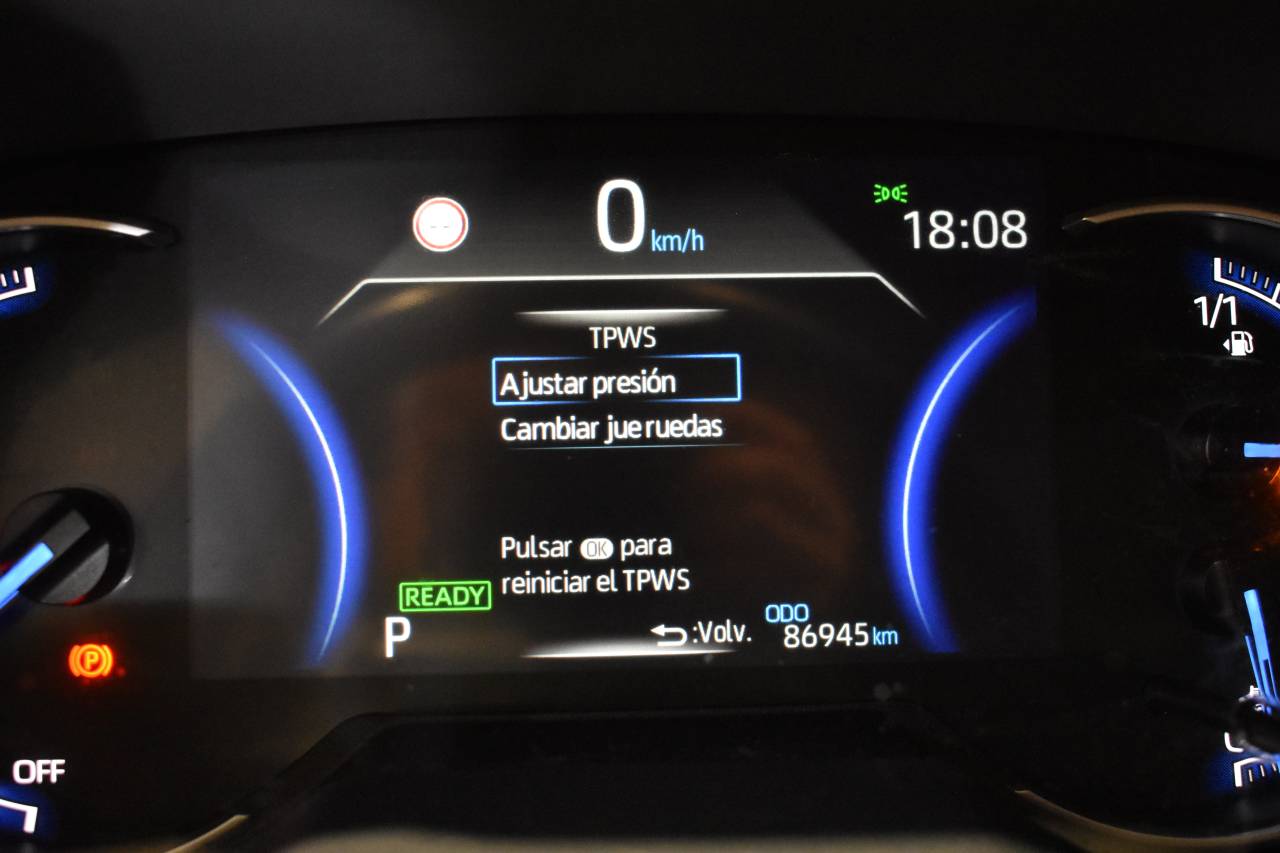 0 km/h
18:08
1/1
TPWS
Ajustar presión
Cambiar jue ruedas
Pulsar OK para
reiniciar el TPWS
READY
P
:Volv.
ODO
86945 km
P
OFF